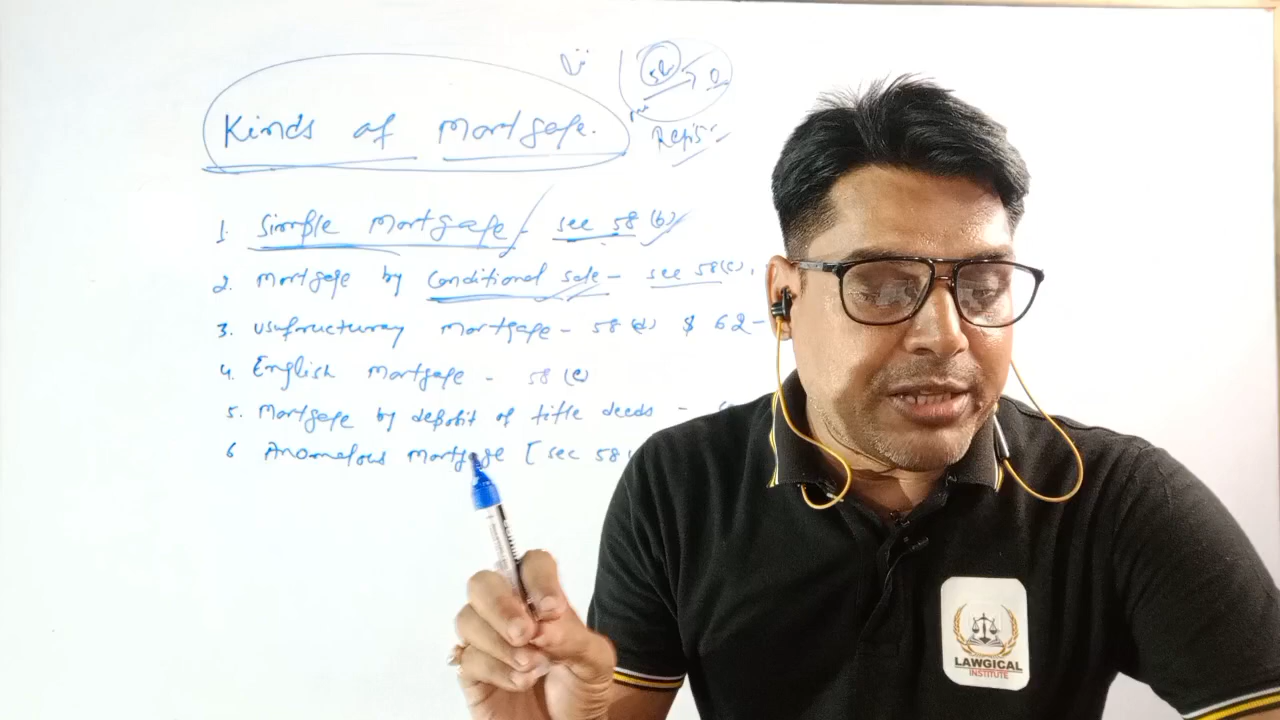 Kinds of Mortgage.
Regis
1. Simple Mortgage - sec 58 (b)
2. Mortgage by Conditional sale - sec 58(c).
3. Usufructuray Mortgage - 58 (d) $ 62 -
4. English Mortgage - 58 (e)
5. Mortgage by deposit of title deeds -
6 Anomalous Mortgage [sec 58
LAWGICAL
INSTITUTE